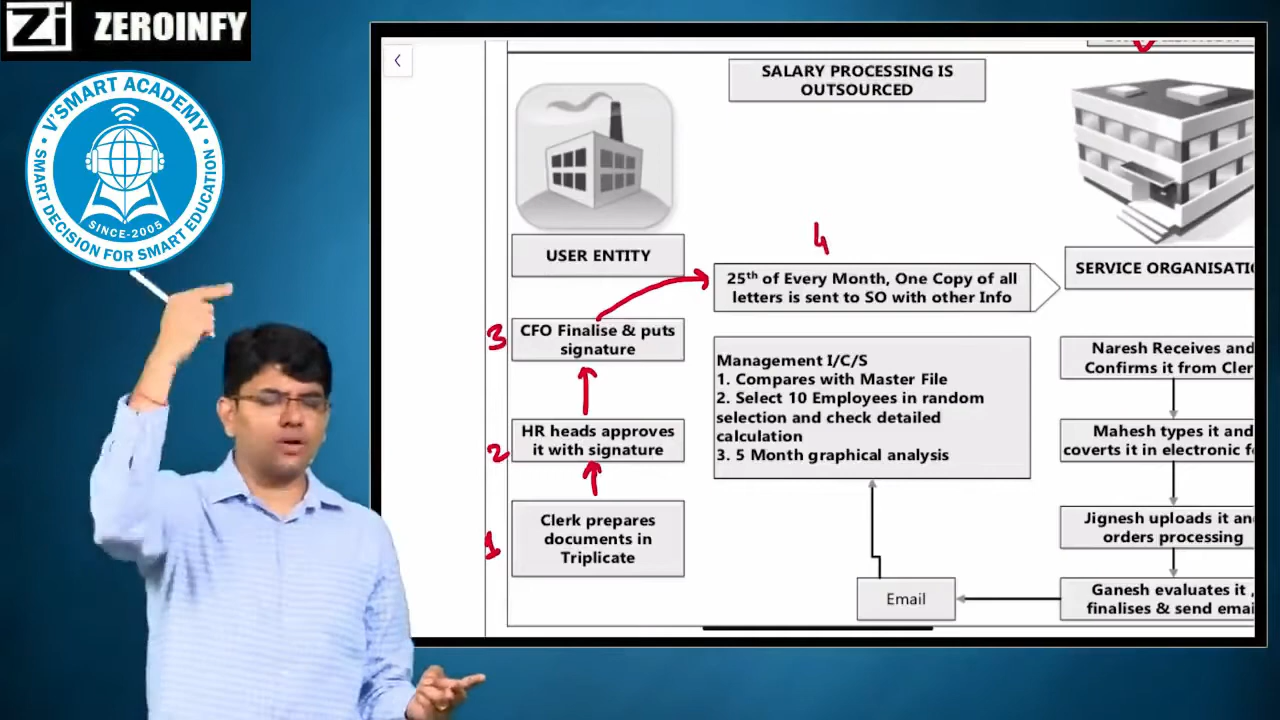 Zi ZEROINFY
V'SMART ACADEMY
SMART DECISION FOR SMART EDUCATION
SINCE-2005
SALARY PROCESSING IS
OUTSOURCED
USER ENTITY
4
25th of Every Month, One Copy of all
letters is sent to SO with other Info
SERVICE ORGANISATIO
3
CFO Finalise & puts
signature
2
HR heads approves
it with signature
1
Clerk prepares
documents in
Triplicate
Management I/C/S
1. Compares with Master File
2. Select 10 Employees in random
selection and check detailed
calculation
3. 5 Month graphical analysis
Email
Naresh Receives and
Confirms it from Cler
Mahesh types it and
coverts it in electronic fo
Jignesh uploads it an
orders processing
Ganesh evaluates it ,
finalises & send emai